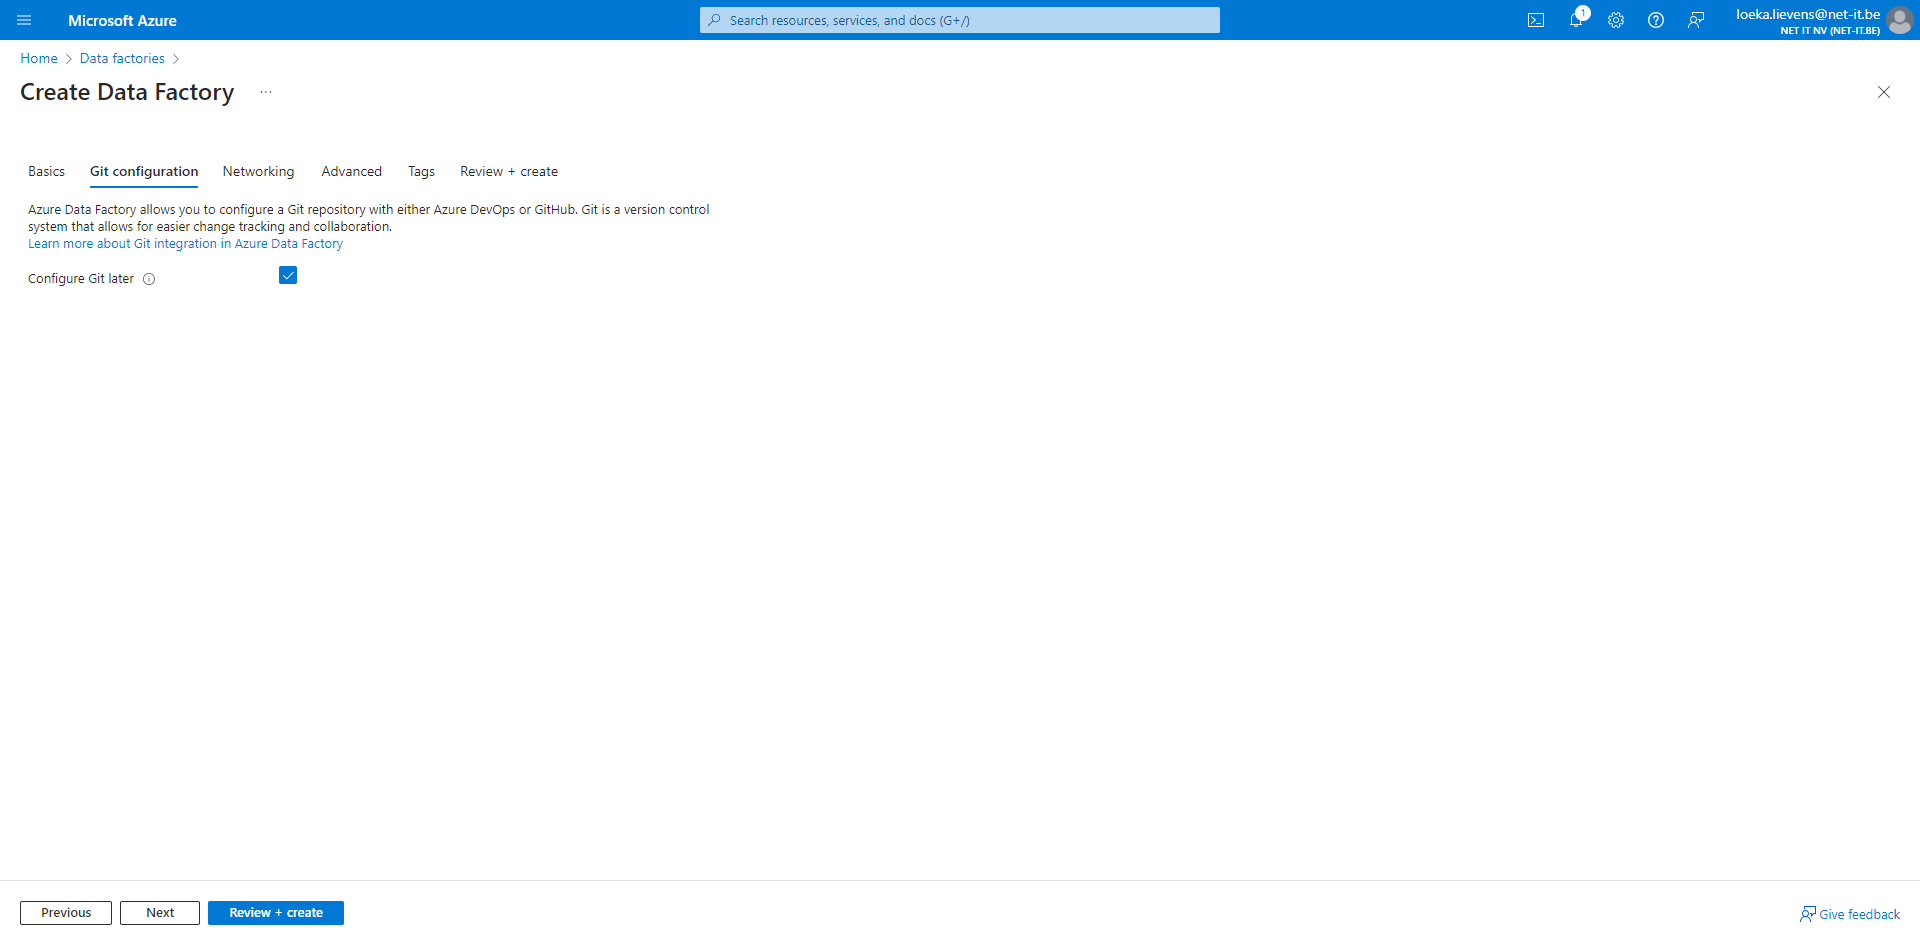 Microsoft Azure
Search resources, services, and docs (G+/)
1
loeka.lievens@net-it.be
NET IT NV (NET-IT.BE)
Home > Data factories >
Create Data Factory ...
Basics Git configuration Networking Advanced Tags Review + create
Azure Data Factory allows you to configure a Git repository with either Azure DevOps or GitHub. Git is a version control
system that allows for easier change tracking and collaboration.
Learn more about Git integration in Azure Data Factory
Configure Git later
Previous Next Review + create
Give feedback